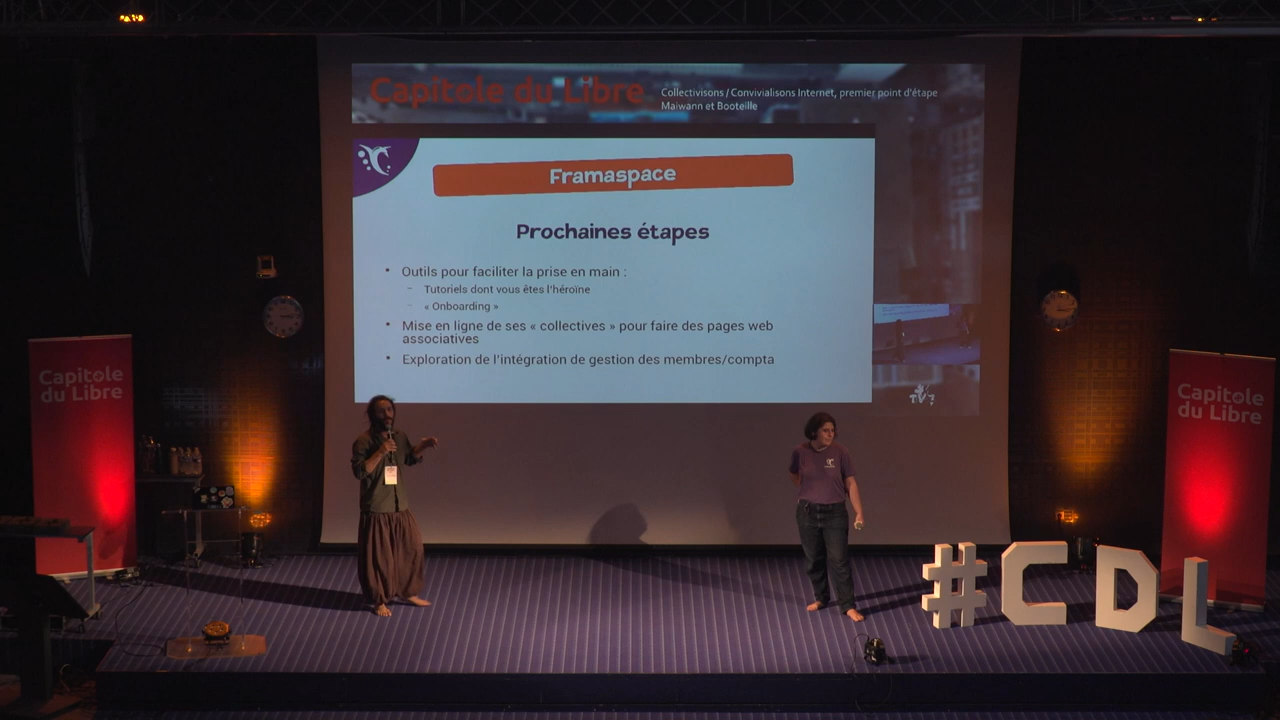 Capitole du Libre
Collectivisons / Convivialisons Internet, premier point d'étape
Maiwann et Booteille
Framaspace
Prochaines étapes
• Outils pour faciliter la prise en main :
– Tutoriels dont vous êtes l'héroïne
– « Onboarding »
• Mise en ligne de ses « collectives » pour faire des pages web
associatives
• Exploration de l'intégration de gestion des membres/compta
Capitole
du Libre
Capitole
du Libre
#CDL